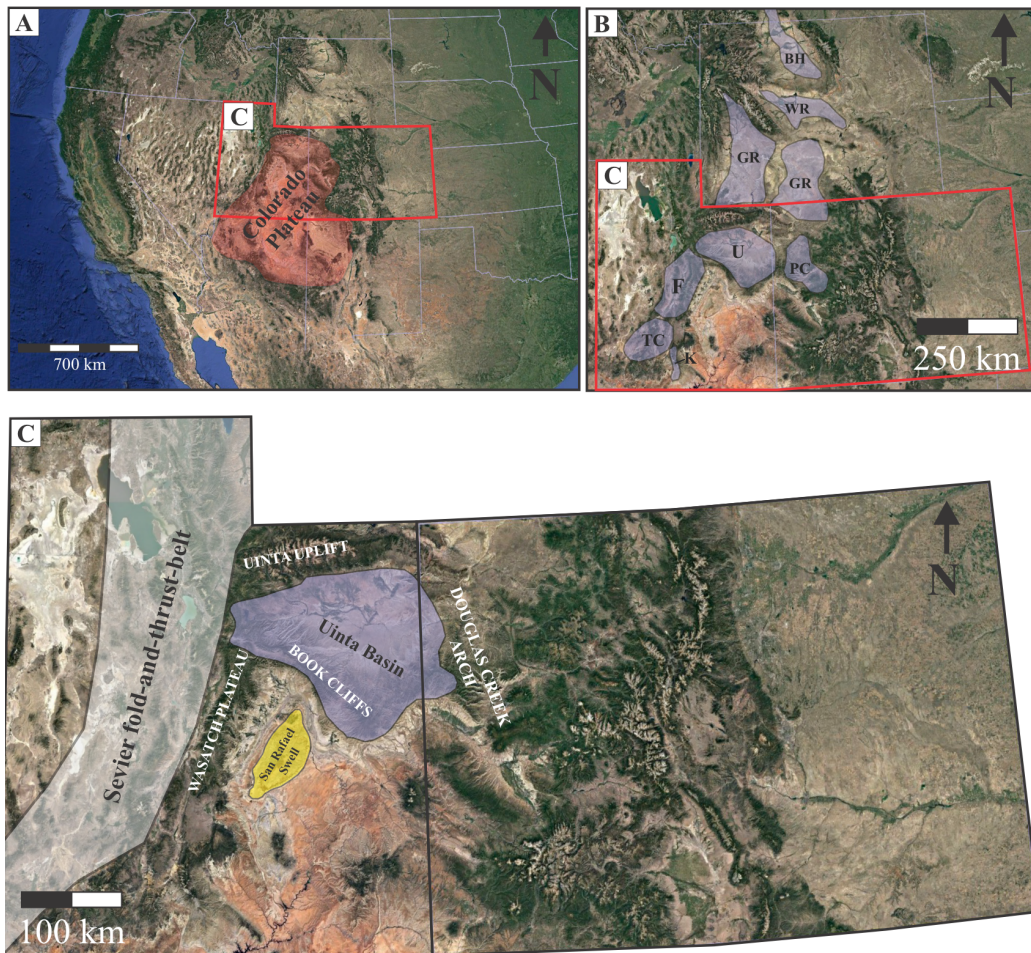 A
N
C
Colorado
Plateau
700 km
B
N
BH
WR
GR
GR
C
U
PC
F
TC
K
250 km
C
N
UINTA UPLIFT
Sevier fold-and-thrust-belt
Uinta Basin
BOOK CLIFFS
DOUGLAS CREEK
ARCH
WASATCH PLATEAU
San Rafael
Swell
100 km